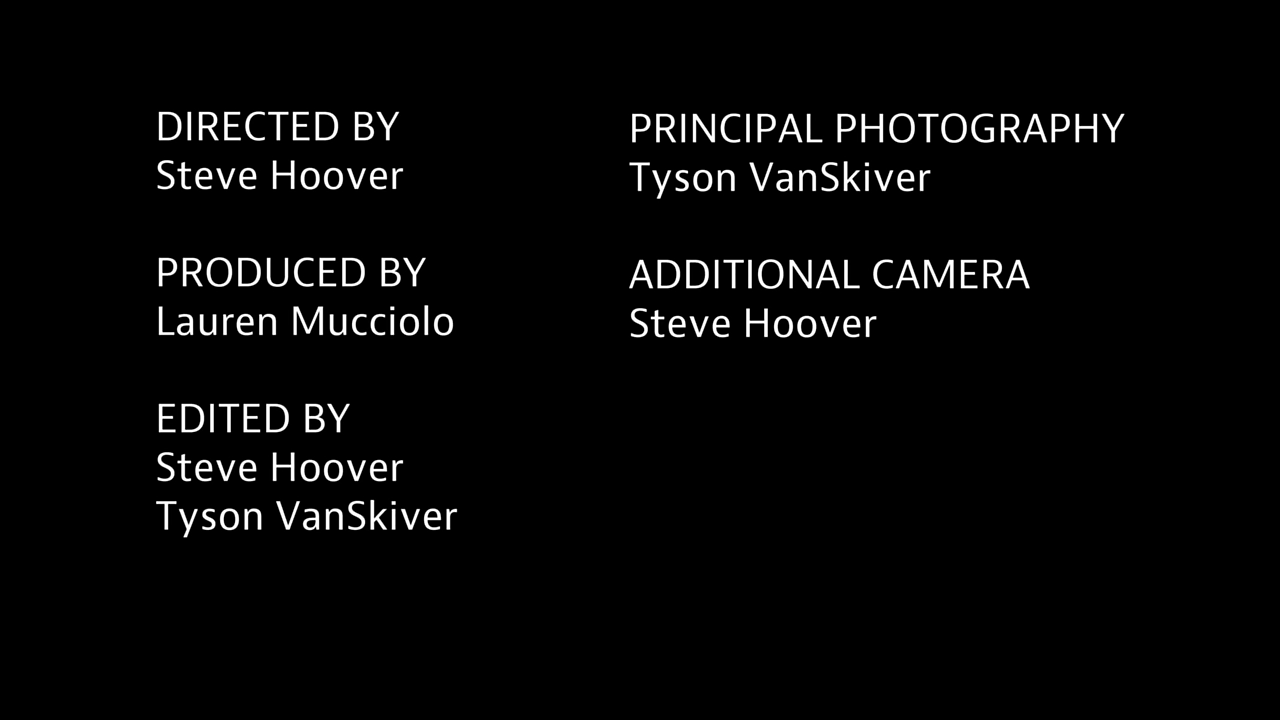 DIRECTED BY
Steve Hoover
PRODUCED BY
Lauren Mucciolo
EDITED BY
Steve Hoover
Tyson VanSkiver
PRINCIPAL PHOTOGRAPHY
Tyson VanSkiver
ADDITIONAL CAMERA
Steve Hoover